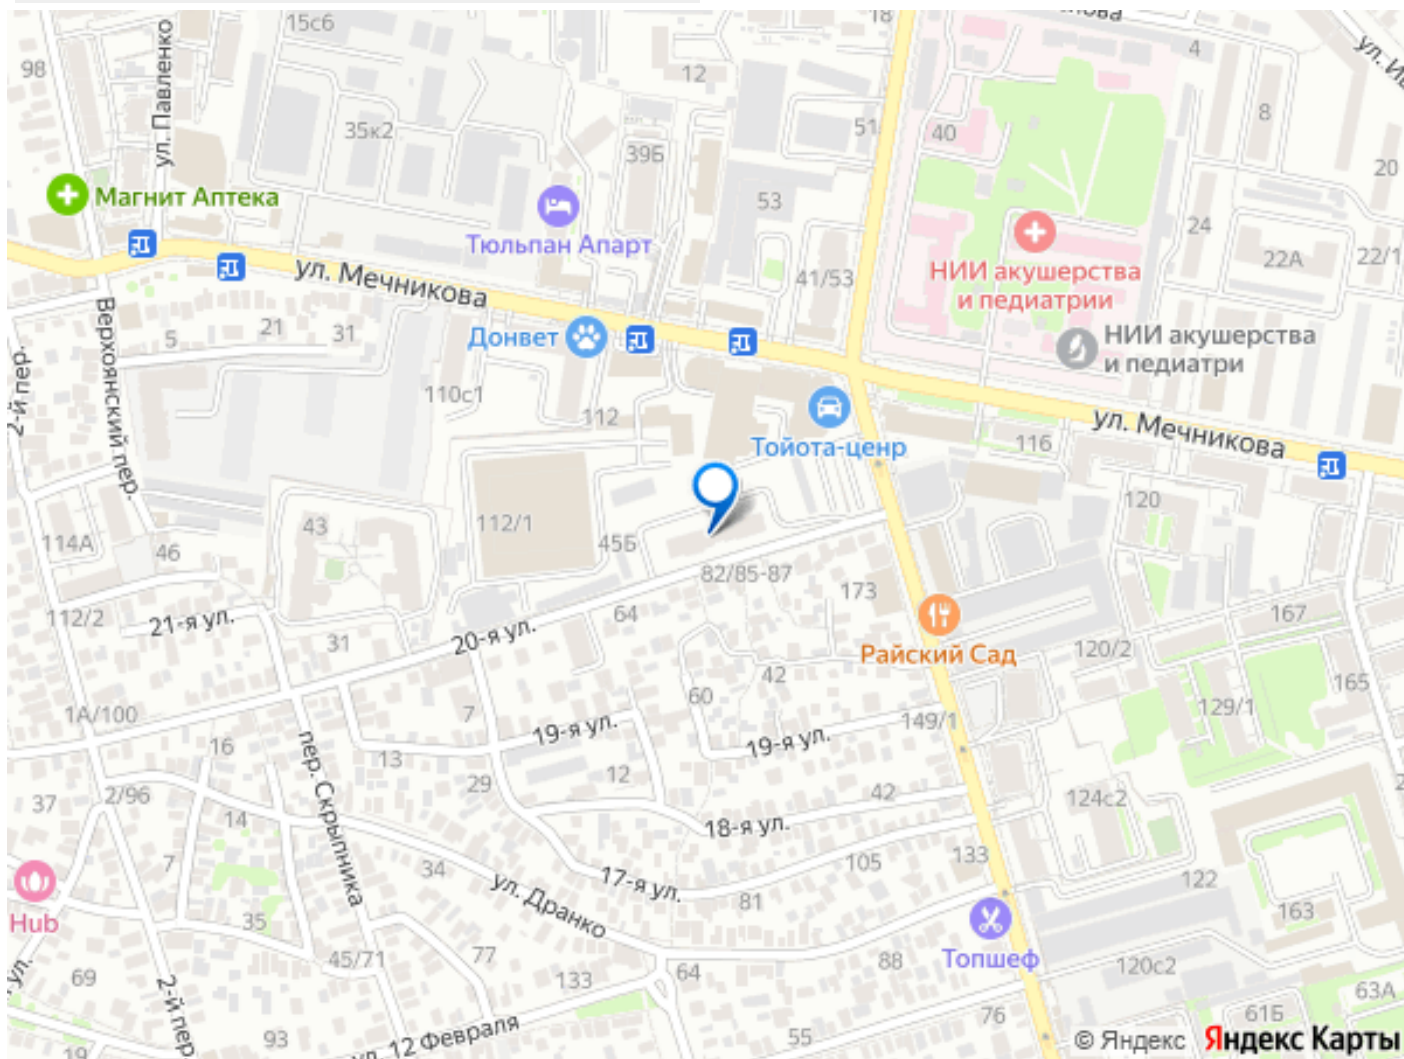 15с6
18
нова
4
98
ул. Павленко
12
ул. И
8
35к2
39Б
51
40
20
Магнит Аптека
53
24
Тюльпан Апарт
НИИ акушерства
и педиатрии
22А
22/1
ул. Мечникова
41/53
Верхоянский пер.
5
21
31
Донвет
НИИ акушерства
и педиатри
2-й пер.
110с1
112
Тойота-ценр
116
ул. Мечникова
43
112/1
120
114А
46
45Б
82/85-87
173
112/2
21-я ул.
64
167
31
20-я ул.
Райский Сад
120/2
42
165
1А/100
7
60
149/1
129/1
16
13
19-я ул.
19-я ул.
пер. Скрыпника
29
12
42
37
2/96
14
18-я ул.
124с2
7
34
17-я ул.
105
133
122
ул. Дранко
81
163
Hub
35
Топшеф
45/71
77
88
120с2
69
2-й пер.
133
64
63А
ул.
93
ул. 12 Февраля
55
76
61Б
19
© Яндекс Яндекс Карты